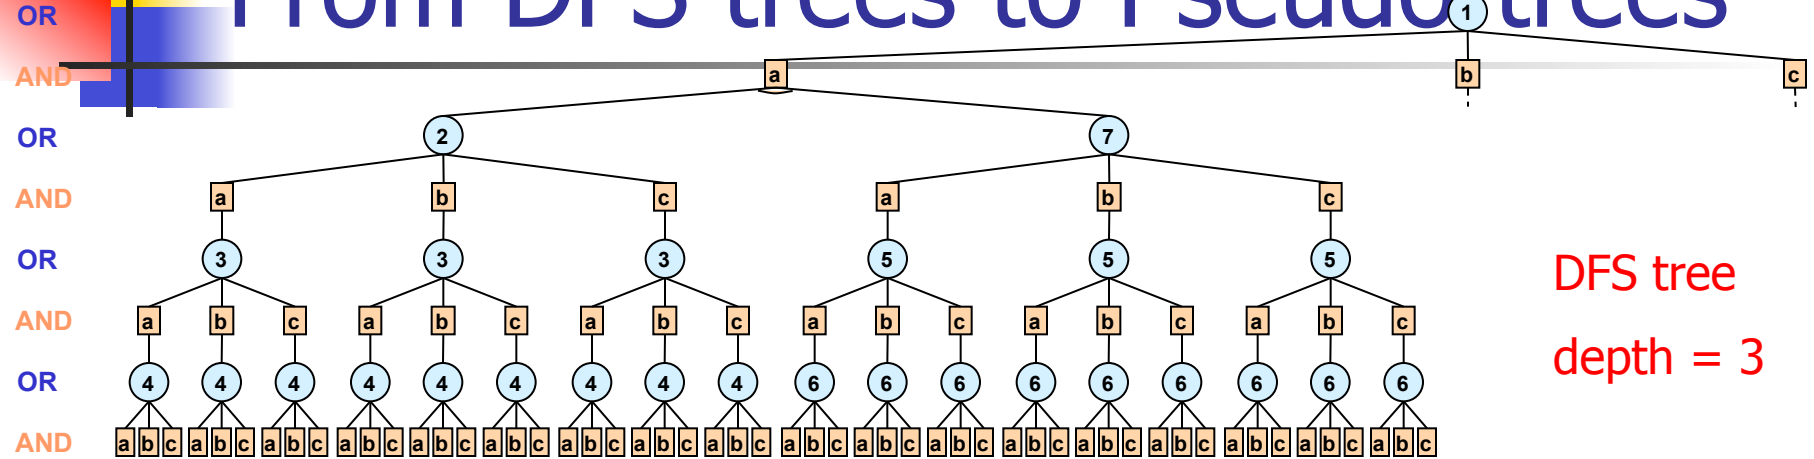 From DFS trees to Pseudo trees
OR 1
AND a b c
OR 2 7
AND a b c a b c
OR 3 3 3 5 5 5
AND a b c a b c a b c a b c a b c a b c
OR 4 4 4 4 4 4 4 4 4 6 6 6 6 6 6 6 6 6
AND a b c a b c a b c a b c a b c a b c a b c a b c a b c a b c a b c a b c a b c a b c a b c a b c a b c a b c
DFS tree
depth = 3